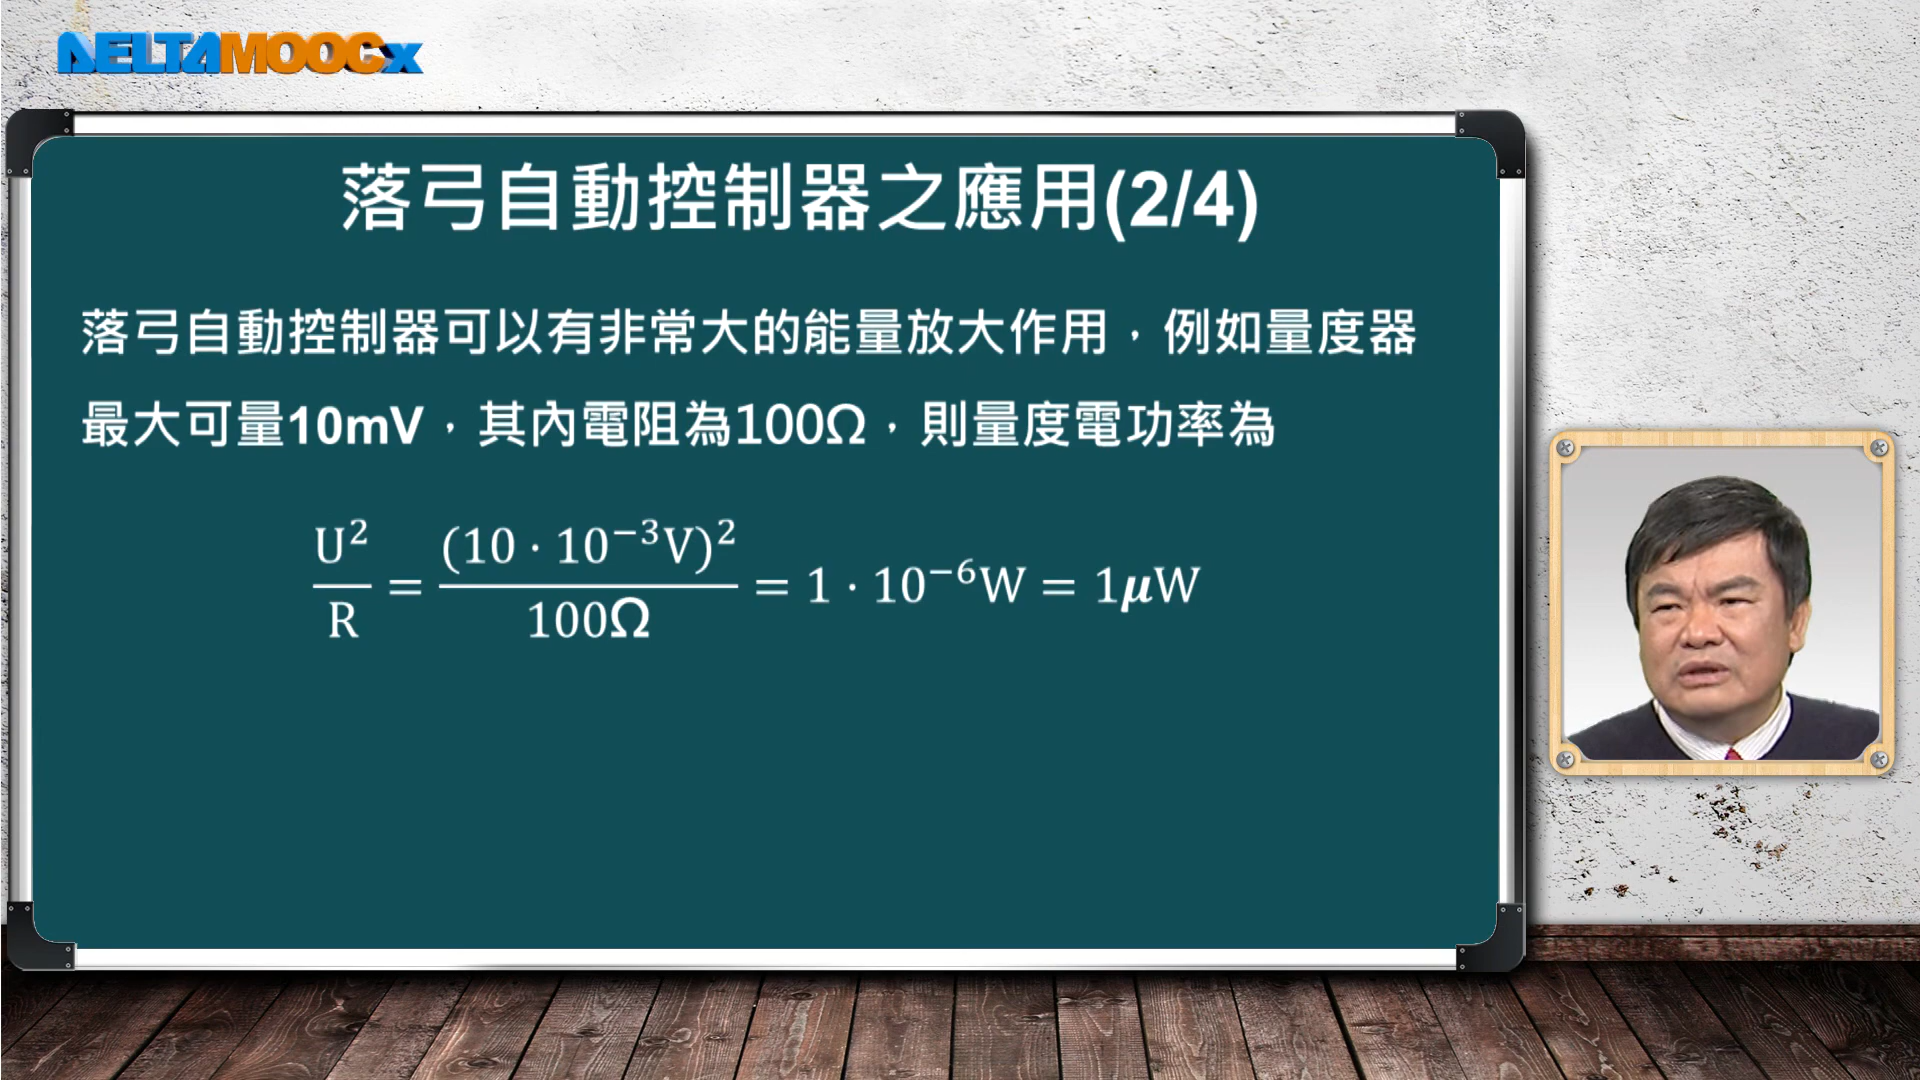 DELTAMOOCx
落弓自動控制器之應用(2/4)
落弓自動控制器可以有非常大的能量放大作用，例如量度器
最大可量10mV，其內電阻為100Ω，則量度電功率為
U²/R = (10 · 10⁻³V)²/100Ω = 1 · 10⁻⁶W = 1μW